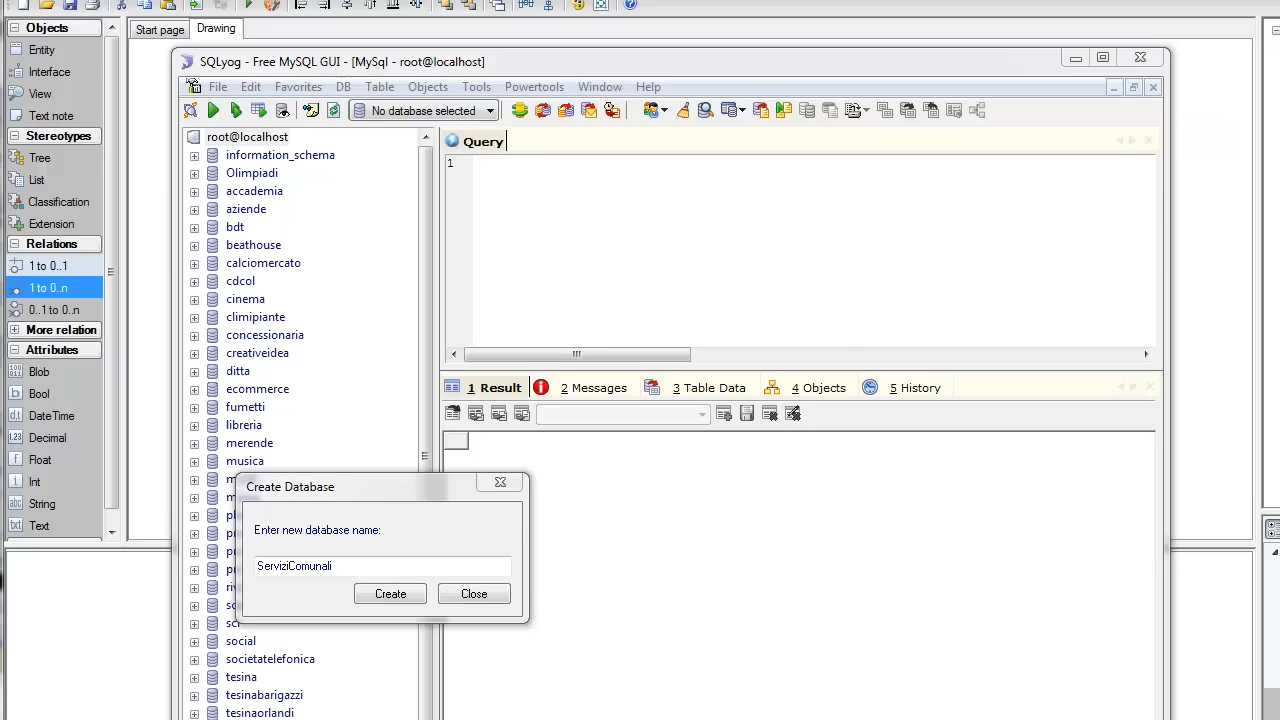 Start page
Drawing
Objects
Entity
Interface
View
Text note
Stereotypes
Tree
List
Classification
Extension
Relations
1 to 0..1
1 to 0..n
0..1 to 0..n
More relation
Attributes
Blob
Bool
DateTime
Decimal
Float
Int
String
Text
SQLyog - Free MySQL GUI - [MySql - root@localhost]
File Edit Favorites DB Table Objects Tools Powertools Window Help
No database selected
root@localhost
information_schema
Olimpiadi
accademia
aziende
bdt
beathouse
calciomercato
cdcol
cinema
climipiante
concessionaria
creativeidea
ditta
ecommerce
fumetti
libreria
merende
musica
social
societatelefonica
tesina
tesinabarigazzi
tesinaorlandi
Query
1
1 Result 2 Messages 3 Table Data 4 Objects 5 History
Create Database
Enter new database name:
ServiziComunali
Create Close